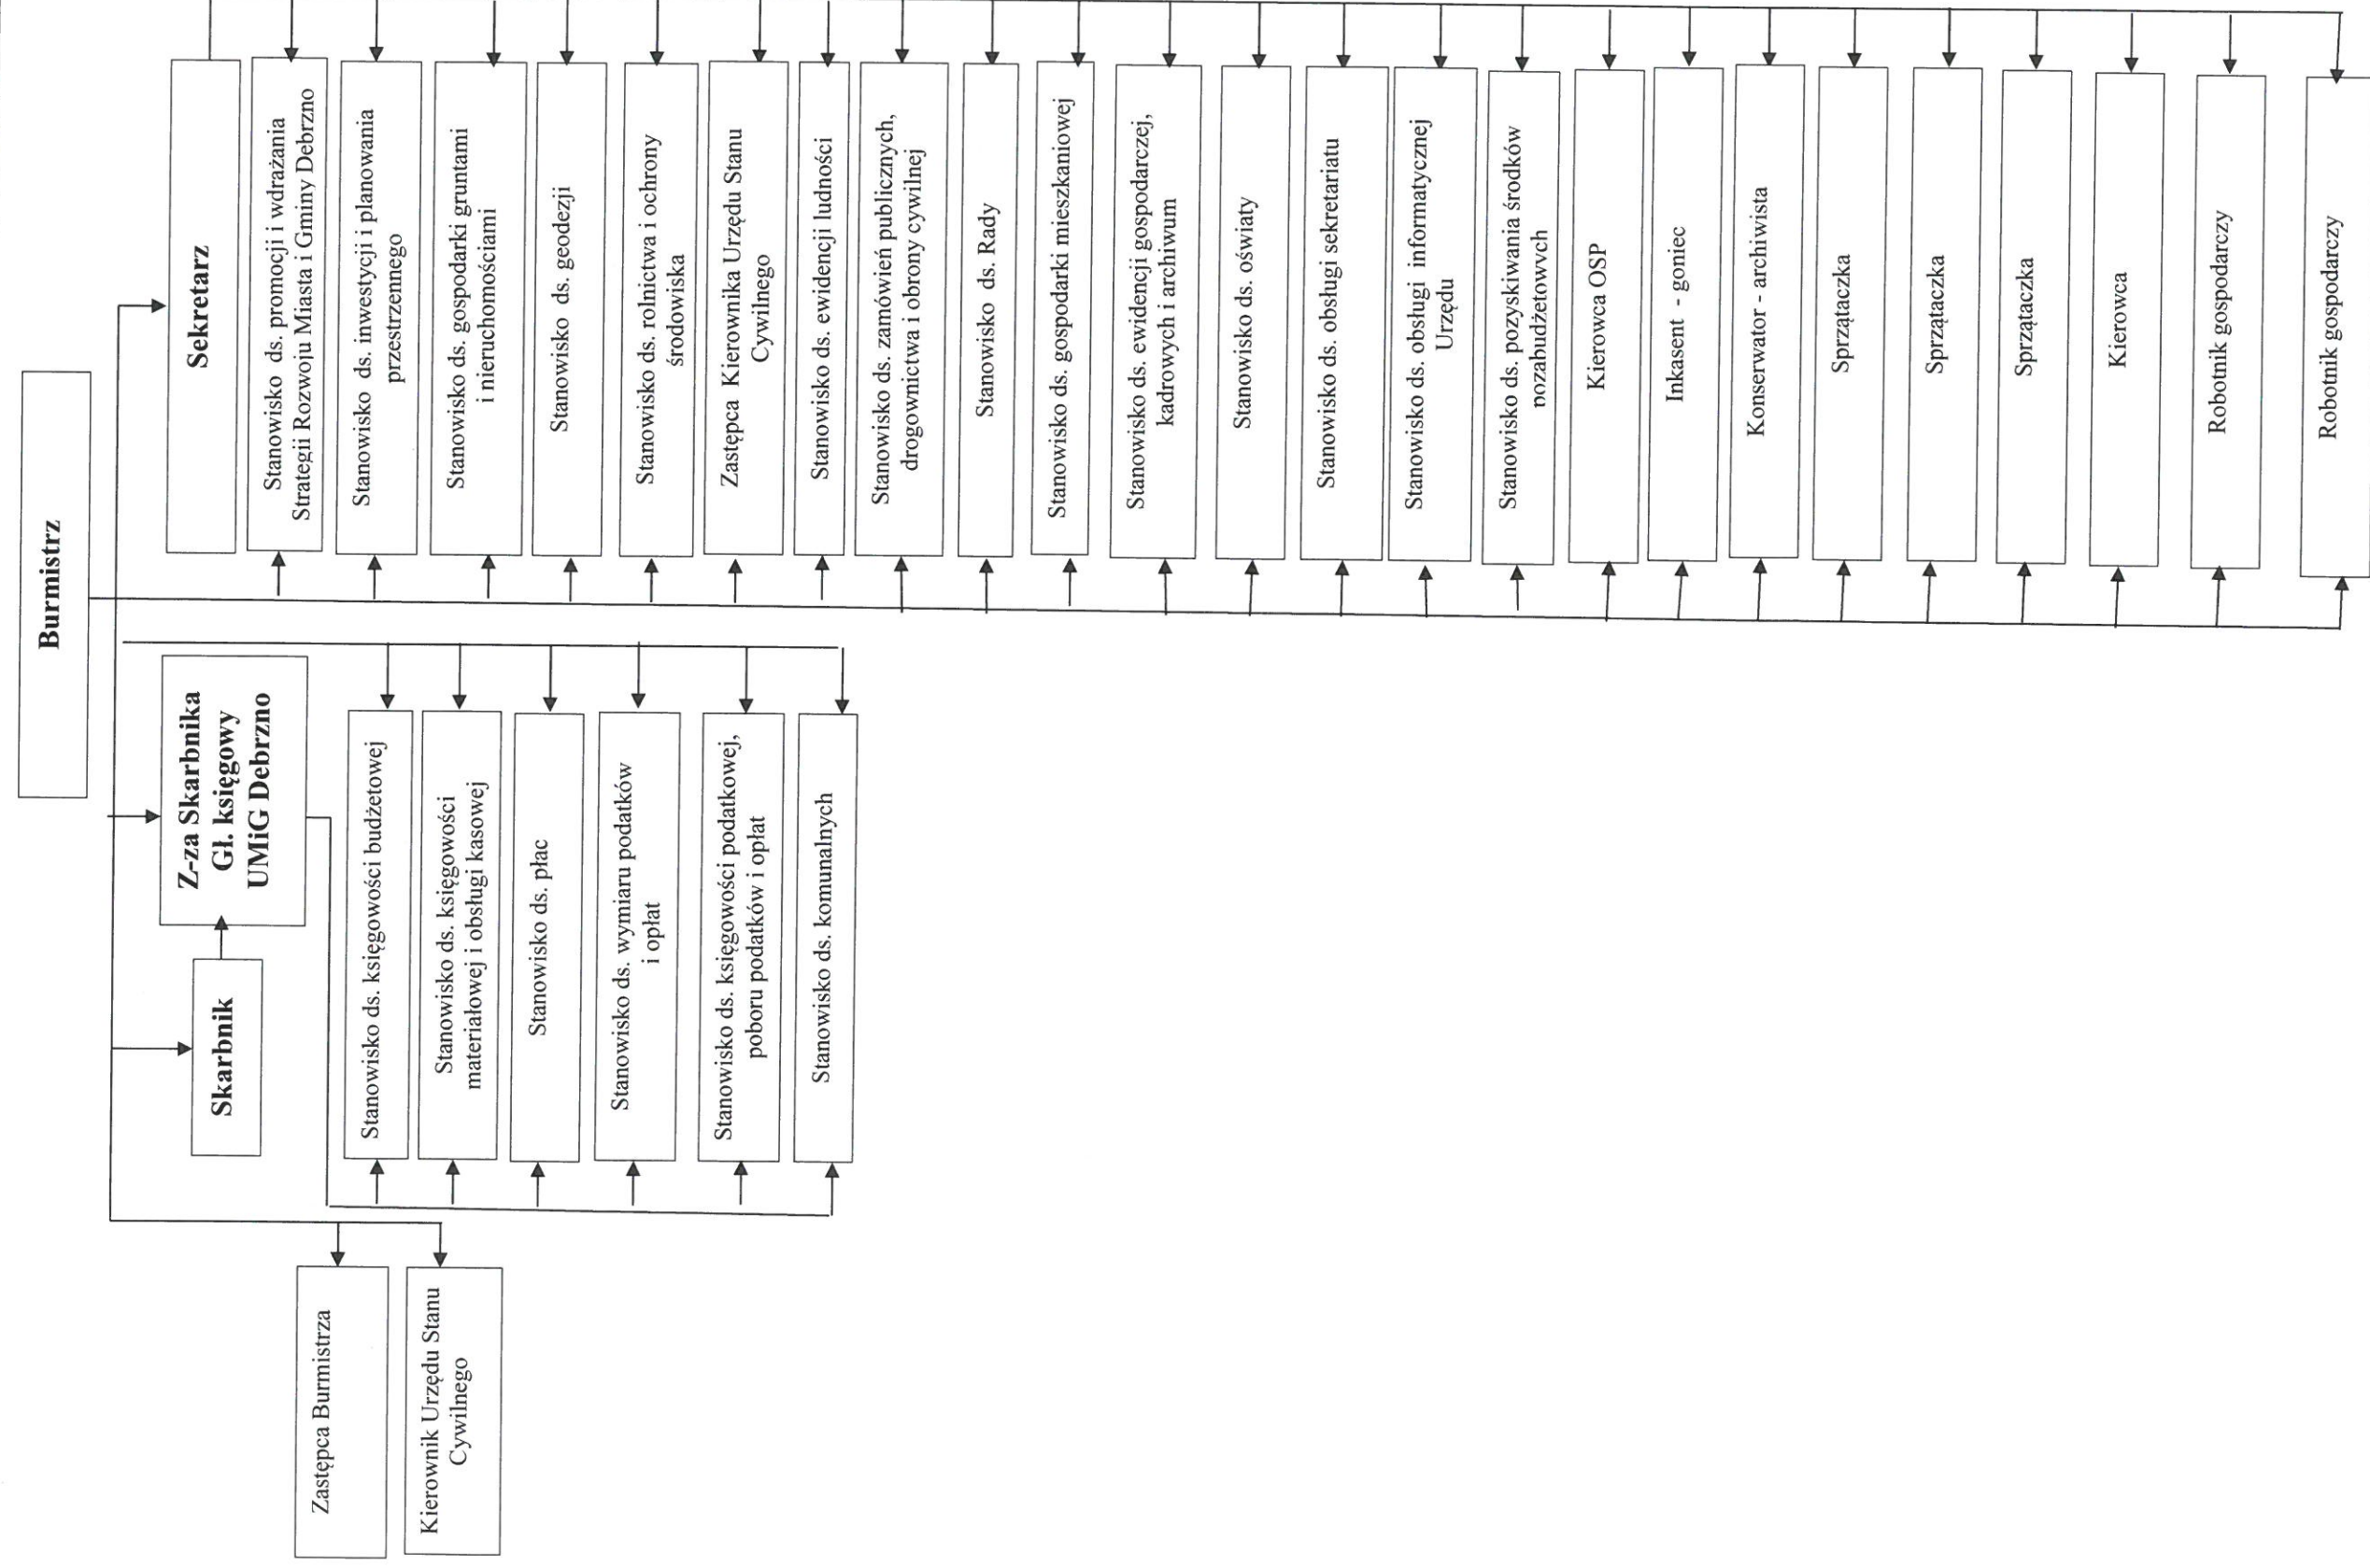 Burmistrz
Zastępca Burmistrza
Kierownik Urzędu Stanu
Cywilnego
Skarbnik
Z-za Skarbnika
Gł. księgowy
UMiG Debrzno
Stanowisko ds. księgowości budżetowej
Stanowisko ds. księgowości
materiałowej i obsługi kasowej
Stanowisko ds. płac
Stanowisko ds. wymiaru podatków
i opłat
Stanowisko ds. księgowości podatkowej,
poboru podatków i opłat
Stanowisko ds. komunalnych
Sekretarz
Stanowisko ds. promocji i wdrażania
Strategii Rozwoju Miasta i Gminy Debrzno
Stanowisko ds. inwestycji i planowania
przestrzennego
Stanowisko ds. gospodarki gruntami
i nieruchomościami
Stanowisko ds. geodezji
Stanowisko ds. rolnictwa i ochrony
środowiska
Zastępca Kierownika Urzędu Stanu
Cywilnego
Stanowisko ds. ewidencji ludności
Stanowisko ds. zamówień publicznych,
drogownictwa i obrony cywilnej
Stanowisko ds. Rady
Stanowisko ds. gospodarki mieszkaniowej
Stanowisko ds. ewidencji gospodarczej,
kadrowych i archiwum
Stanowisko ds. oświaty
Stanowisko ds. obsługi sekretariatu
Stanowisko ds. obsługi informatycznej
Urzędu
Stanowisko ds. pozyskiwania środków
pozabudżetowych
Kierowca OSP
Inkasent - goniec
Konserwator - archiwista
Sprzątaczka
Sprzątaczka
Sprzątaczka
Kierowca
Robotnik gospodarczy
Robotnik gospodarczy